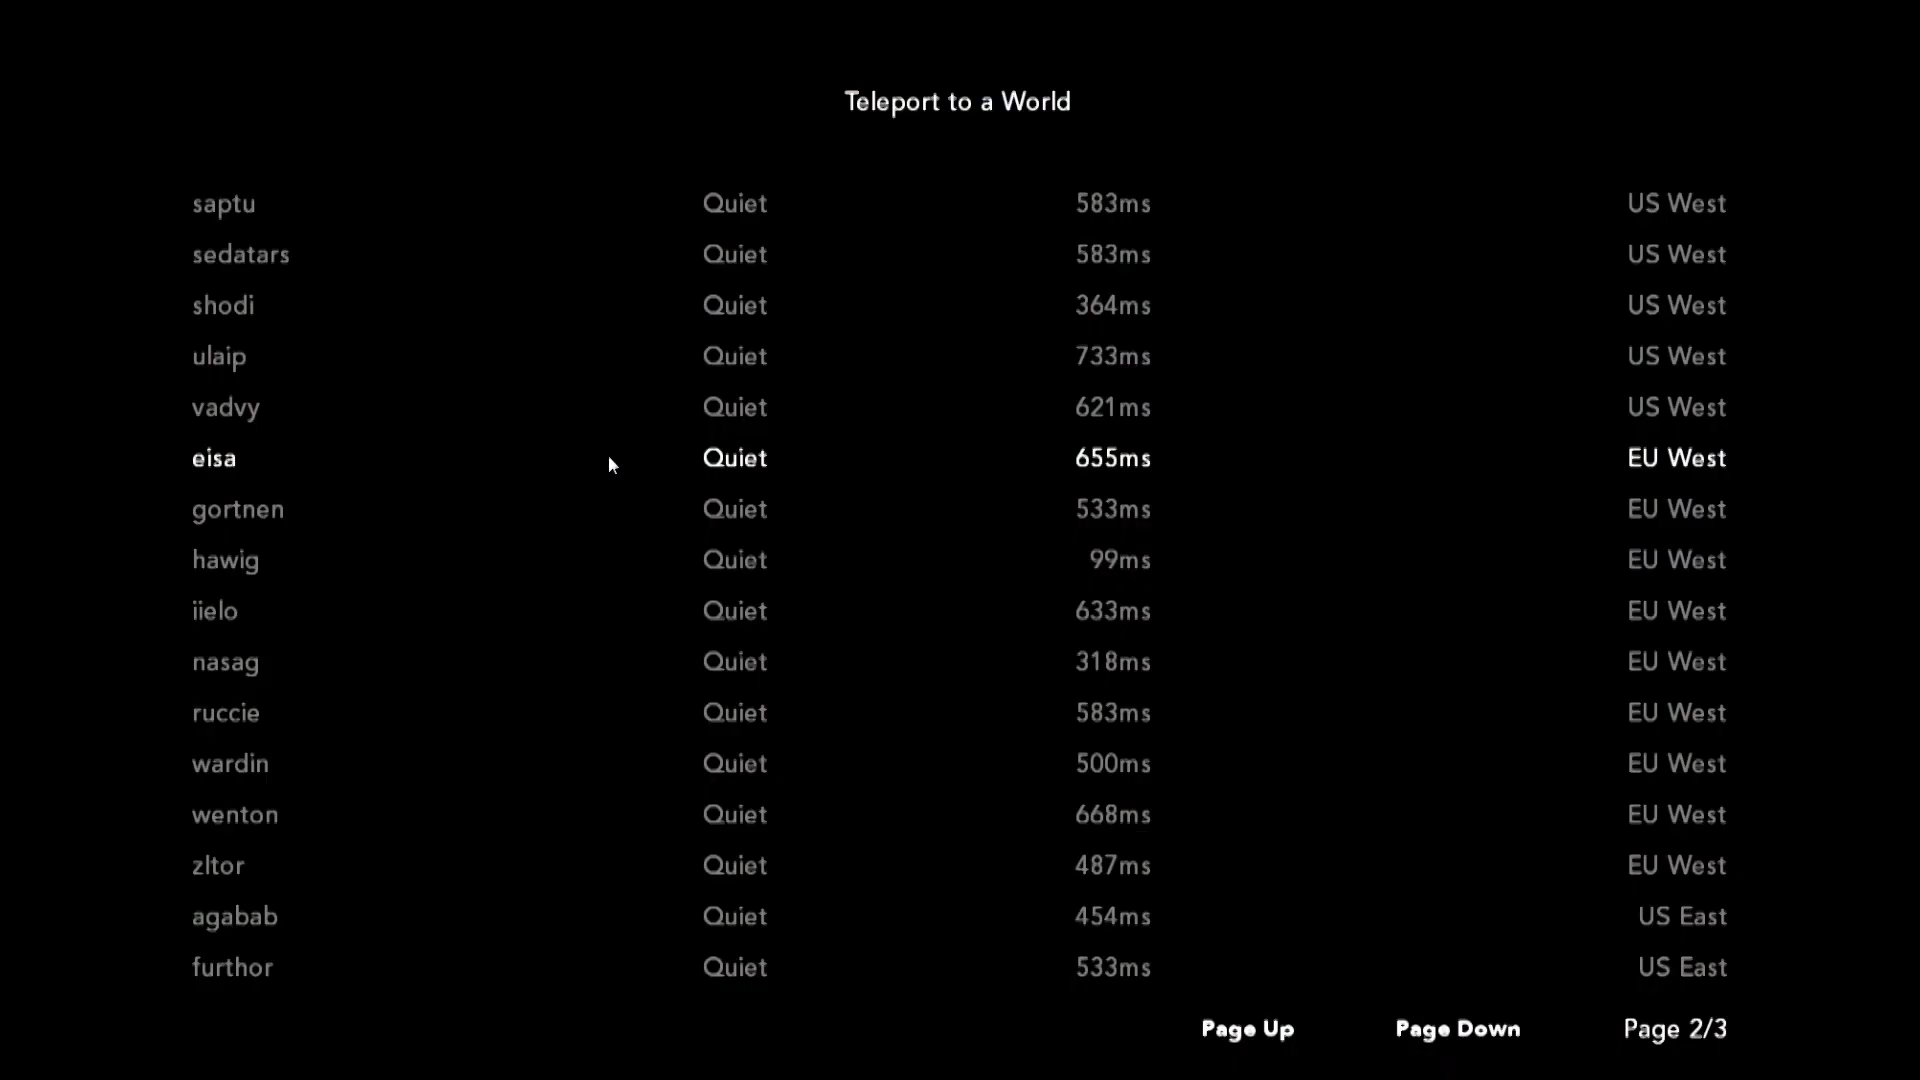 Teleport to a World
saptu Quiet 583ms US West
sedatars Quiet 583ms US West
shodi Quiet 364ms US West
ulaip Quiet 733ms US West
vadvy Quiet 621ms US West
eisa Quiet 655ms EU West
gortnen Quiet 533ms EU West
hawig Quiet 99ms EU West
iielo Quiet 633ms EU West
nasag Quiet 318ms EU West
ruccie Quiet 583ms EU West
wardin Quiet 500ms EU West
wenton Quiet 668ms EU West
zltor Quiet 487ms EU West
agabab Quiet 454ms US East
furthor Quiet 533ms US East
Page Up Page Down Page 2/3